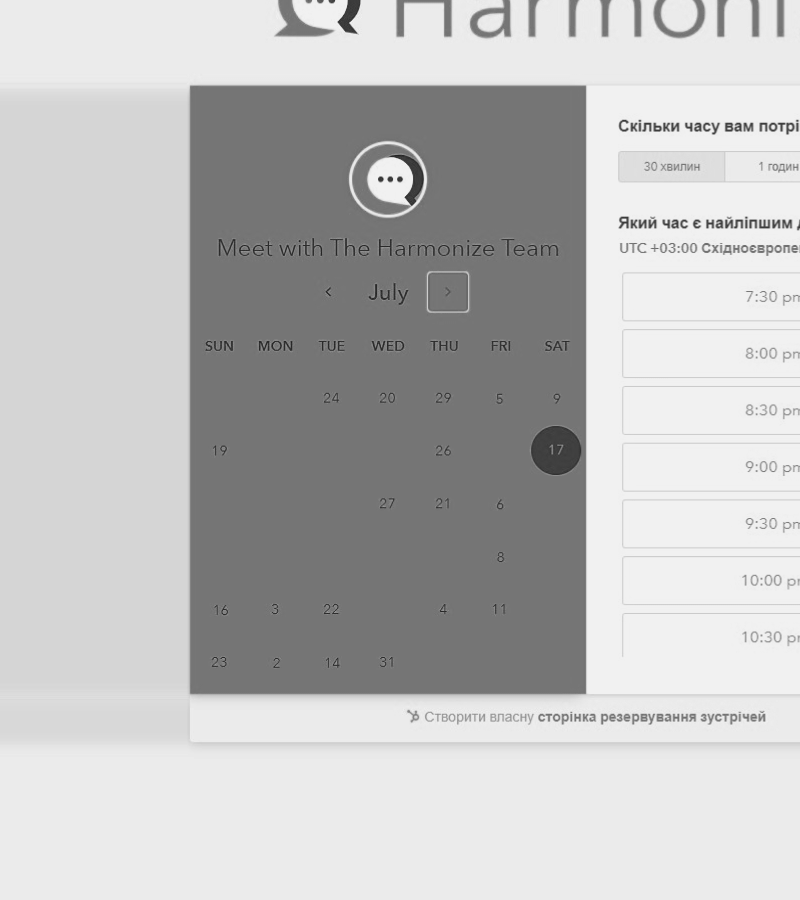 Harmoni
Meet with The Harmonize Team
July
SUN MON TUE WED THU FRI SAT
24 20 29 5 9
19 26 17
27 21 6
8
16 3 22 4 11
23 2 14 31
Скільки часу вам потрі
30 хвилин 1 годин
Який час є найліпшим
UTC +03:00 Східноєвропе
7:30 pm
8:00 pm
8:30 pm
9:00 pm
9:30 pm
10:00 pm
10:30 pm
Створити власну сторінка резервування зустрічей